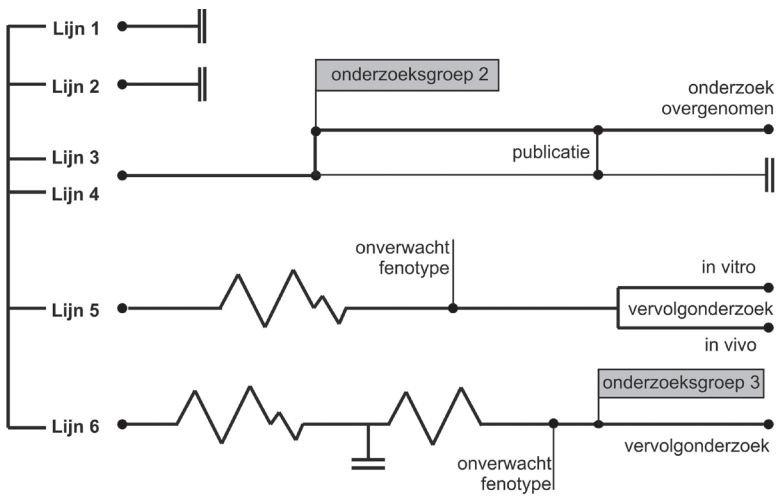 Lijn 1
Lijn 2
onderzoeksgroep 2
onderzoek
overgenomen
Lijn 3
publicatie
Lijn 4
onverwacht
fenotype
in vitro
Lijn 5
vervolgonderzoek
in vivo
onderzoeksgroep 3
Lijn 6
vervolgonderzoek
onverwacht
fenotype